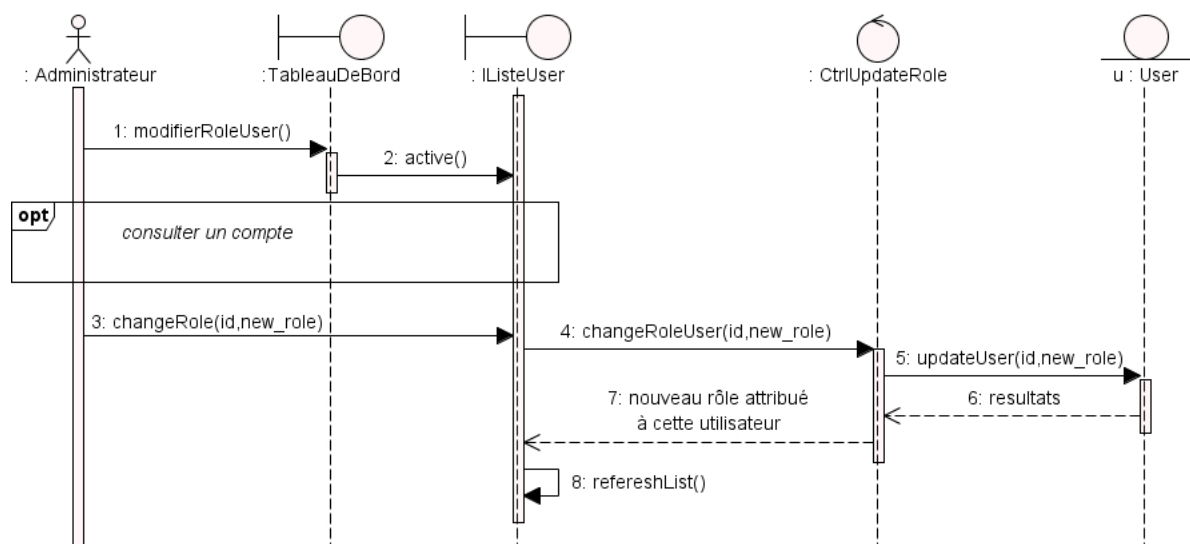 : Administrateur
:TableauDeBord
: IListeUser
: CtrlUpdateRole
u : User
1: modifierRoleUser()
2: active()
opt
consulter un compte
3: changeRole(id,new_role)
4: changeRoleUser(id,new_role)
5: updateUser(id,new_role)
6: resultats
7: nouveau rôle attribué
à cette utilisateur
8: refereshList()